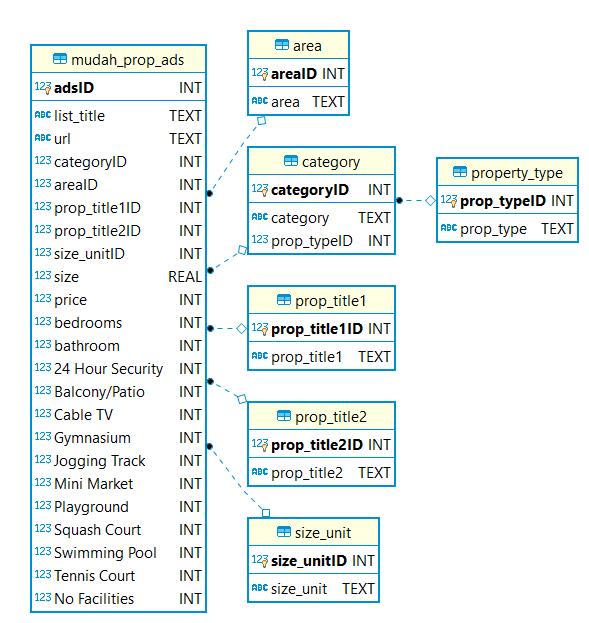 mudah_prop_ads
123 adsID INT
ABC list_title TEXT
ABC url TEXT
123 categoryID INT
123 areaID INT
123 prop_title1ID INT
123 prop_title2ID INT
123 size_unitID INT
123 size REAL
123 price INT
123 bedrooms INT
123 bathroom INT
123 24 Hour Security INT
123 Balcony/Patio INT
123 Cable TV INT
123 Gymnasium INT
123 Jogging Track INT
123 Mini Market INT
123 Playground INT
123 Squash Court INT
123 Swimming Pool INT
123 Tennis Court INT
123 No Facilities INT
area
123 areaID INT
ABC area TEXT
category
123 categoryID INT
ABC category TEXT
123 prop_typeID INT
property_type
123 prop_typeID INT
ABC prop_type TEXT
prop_title1
123 prop_title1ID INT
ABC prop_title1 TEXT
prop_title2
123 prop_title2ID INT
ABC prop_title2 TEXT
size_unit
123 size_unitID INT
ABC size_unit TEXT